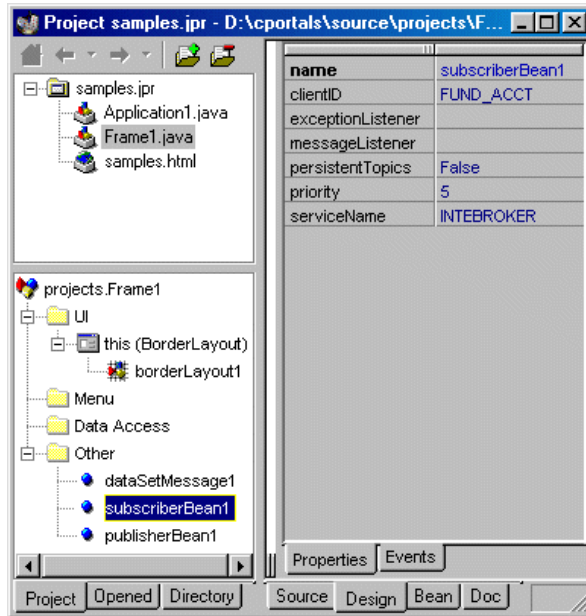 Project samples.jpr - D:\cportals\source\projects\F...
samples.jpr
Application1.java
Frame1.java
samples.html
projects.Frame1
UI
this (BorderLayout)
borderLayout1
Menu
Data Access
Other
dataSetMessage1
subscriberBean1
publisherBean1
Project Opened Directory
name subscriberBean1
clientID FUND_ACCT
exceptionListener
messageListener
persistentTopics False
priority 5
serviceName INTEBROKER
Properties Events
Source Design Bean Doc